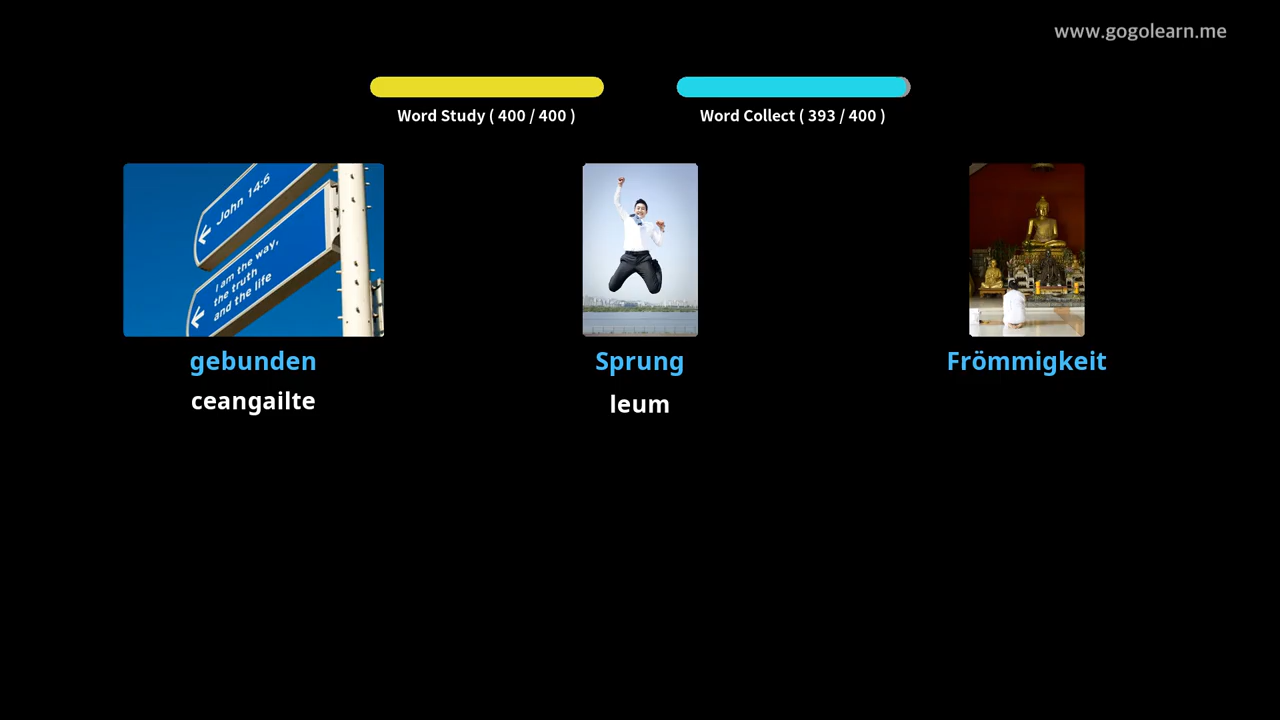 www.gogolearn.me
Word Study ( 400 / 400 )
Word Collect ( 393 / 400 )
John 14:6
I am the way,
the truth
and the life
gebunden
Sprung
Frömmigkeit
ceangailte
leum